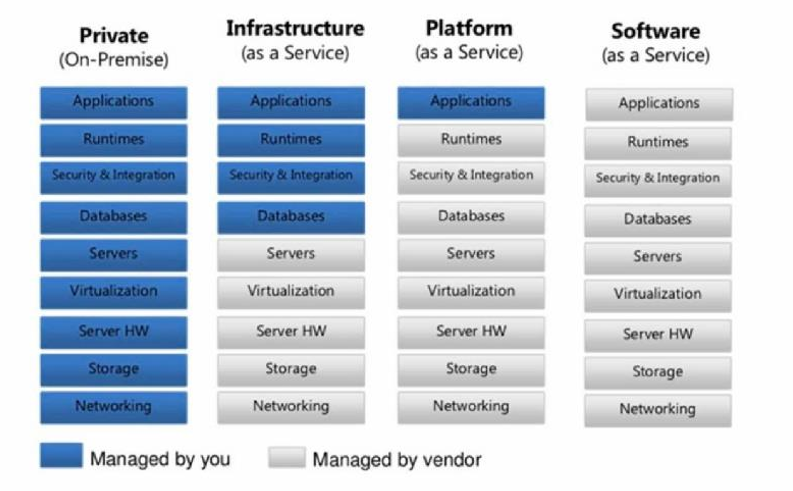 Private
(On-Premise)
Applications
Runtimes
Security & Integration
Databases
Servers
Virtualization
Server HW
Storage
Networking
Infrastructure
(as a Service)
Applications
Runtimes
Security & Integration
Databases
Servers
Virtualization
Server HW
Storage
Networking
Platform
(as a Service)
Applications
Runtimes
Security & Integration
Databases
Servers
Virtualization
Server HW
Storage
Networking
Software
(as a Service)
Applications
Runtimes
Security & Integration
Databases
Servers
Virtualization
Server HW
Storage
Networking
Managed by you
Managed by vendor